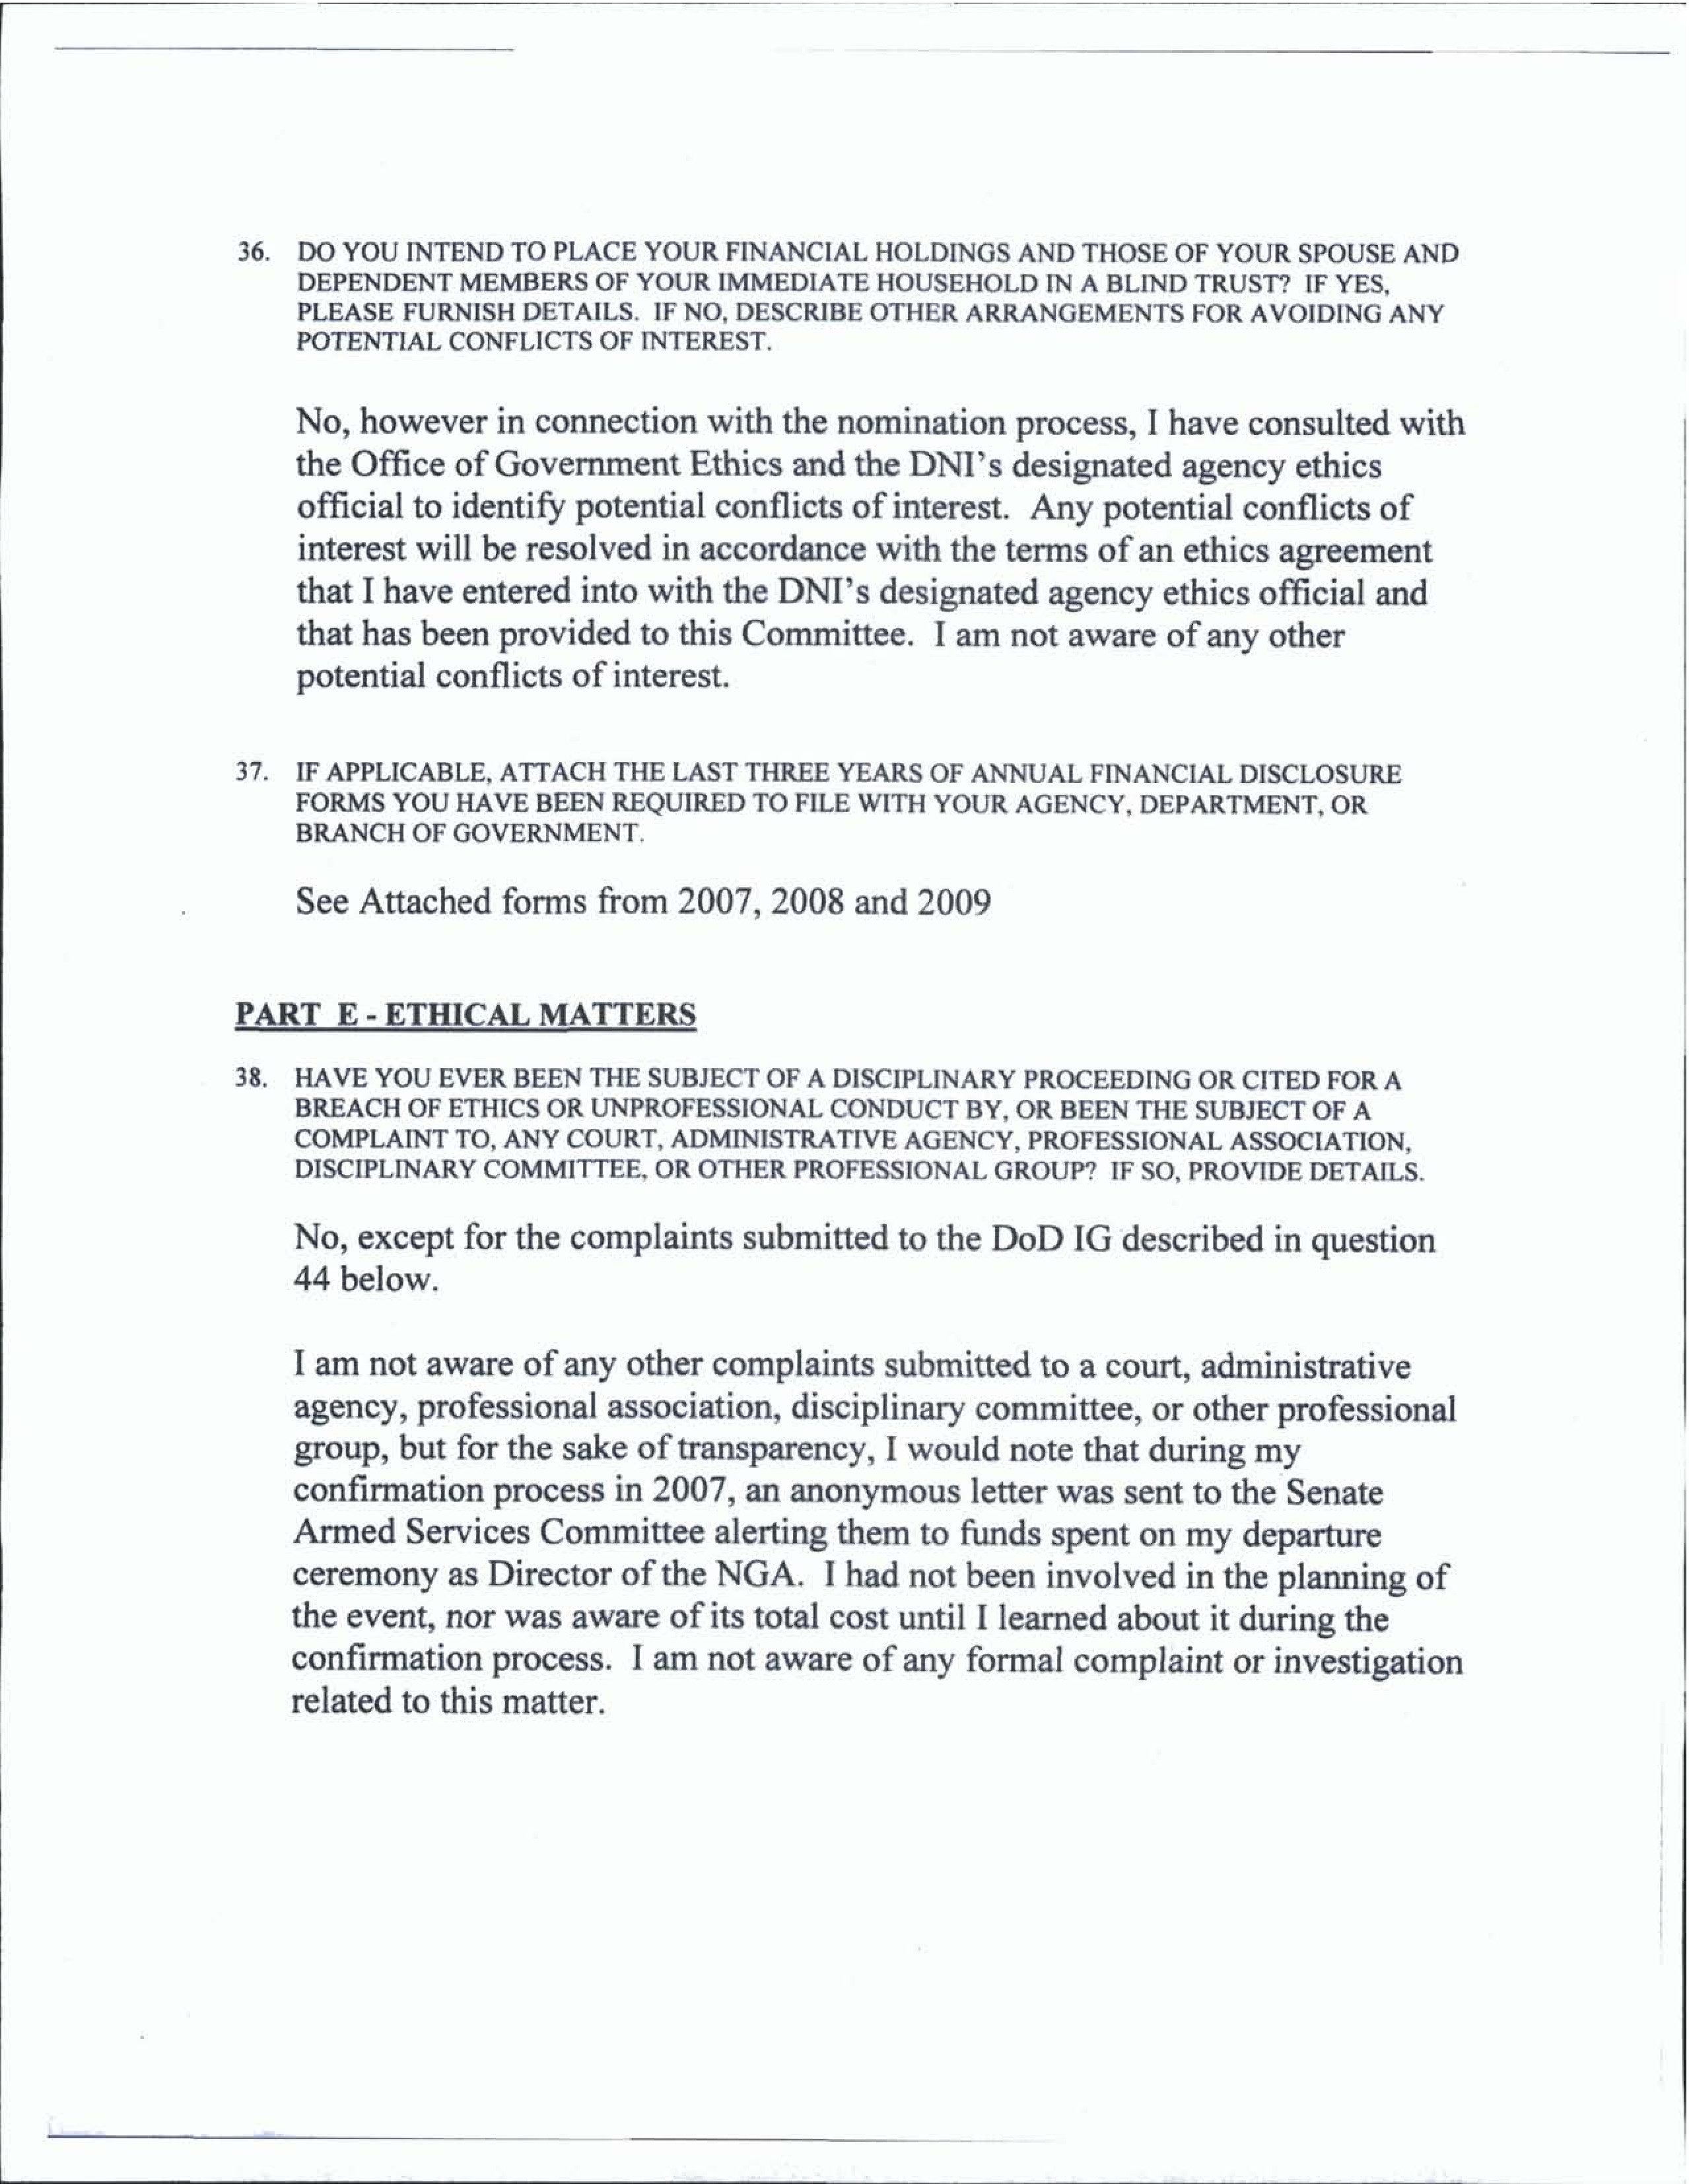 36. DO YOU INTEND TO PLACE YOUR FINANCIAL HOLDINGS AND THOSE OF YOUR SPOUSE AND
DEPENDENT MEMBERS OF YOUR IMMEDIATE HOUSEHOLD IN A BLIND TRUST? IF YES,
PLEASE FURNISH DETAILS. IF NO, DESCRIBE OTHER ARRANGEMENTS FOR AVOIDING ANY
POTENTIAL CONFLICTS OF INTEREST.
No, however in connection with the nomination process, I have consulted with
the Office of Government Ethics and the DNI's designated agency ethics
official to identify potential conflicts of interest. Any potential conflicts of
interest will be resolved in accordance with the terms of an ethics agreement
that I have entered into with the DNI's designated agency ethics official and
that has been provided to this Committee. I am not aware of any other
potential conflicts of interest.
37. IF APPLICABLE, ATTACH THE LAST THREE YEARS OF ANNUAL FINANCIAL DISCLOSURE
FORMS YOU HAVE BEEN REQUIRED TO FILE WITH YOUR AGENCY, DEPARTMENT, OR
BRANCH OF GOVERNMENT.
See Attached forms from 2007, 2008 and 2009
PART E - ETHICAL MATTERS
38. HAVE YOU EVER BEEN THE SUBJECT OF A DISCIPLINARY PROCEEDING OR CITED FOR A
BREACH OF ETHICS OR UNPROFESSIONAL CONDUCT BY, OR BEEN THE SUBJECT OF A
COMPLAINT TO, ANY COURT, ADMINISTRATIVE AGENCY, PROFESSIONAL ASSOCIATION,
DISCIPLINARY COMMITTEE, OR OTHER PROFESSIONAL GROUP? IF SO, PROVIDE DETAILS.
No, except for the complaints submitted to the DoD IG described in question
44 below.
I am not aware of any other complaints submitted to a court, administrative
agency, professional association, disciplinary committee, or other professional
group, but for the sake of transparency, I would note that during my
confirmation process in 2007, an anonymous letter was sent to the Senate
Armed Services Committee alerting them to funds spent on my departure
ceremony as Director of the NGA. I had not been involved in the planning of
the event, nor was aware of its total cost until I learned about it during the
confirmation process. I am not aware of any formal complaint or investigation
related to this matter.